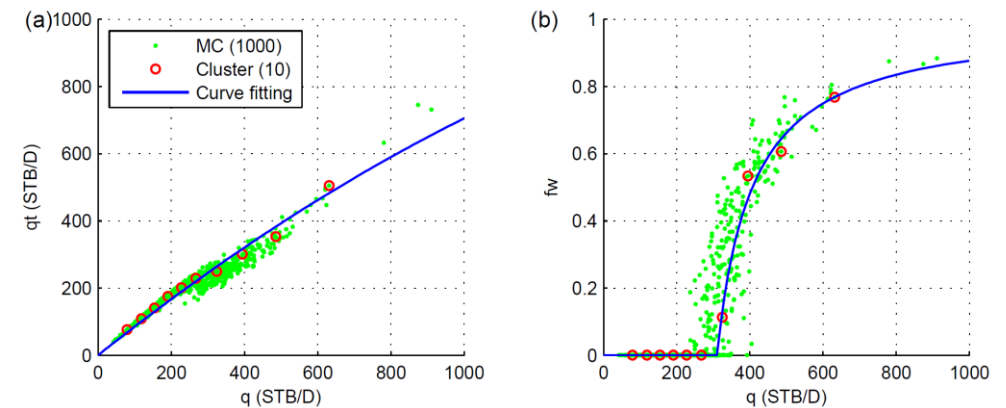 (a)
1000
800
600
400
200
0
qt (STB/D)
MC (1000)
Cluster (10)
Curve fitting
0 200 400 600 800 1000
q (STB/D)
(b)
1
0.8
0.6
0.4
0.2
0
fw
0 200 400 600 800 1000
q (STB/D)